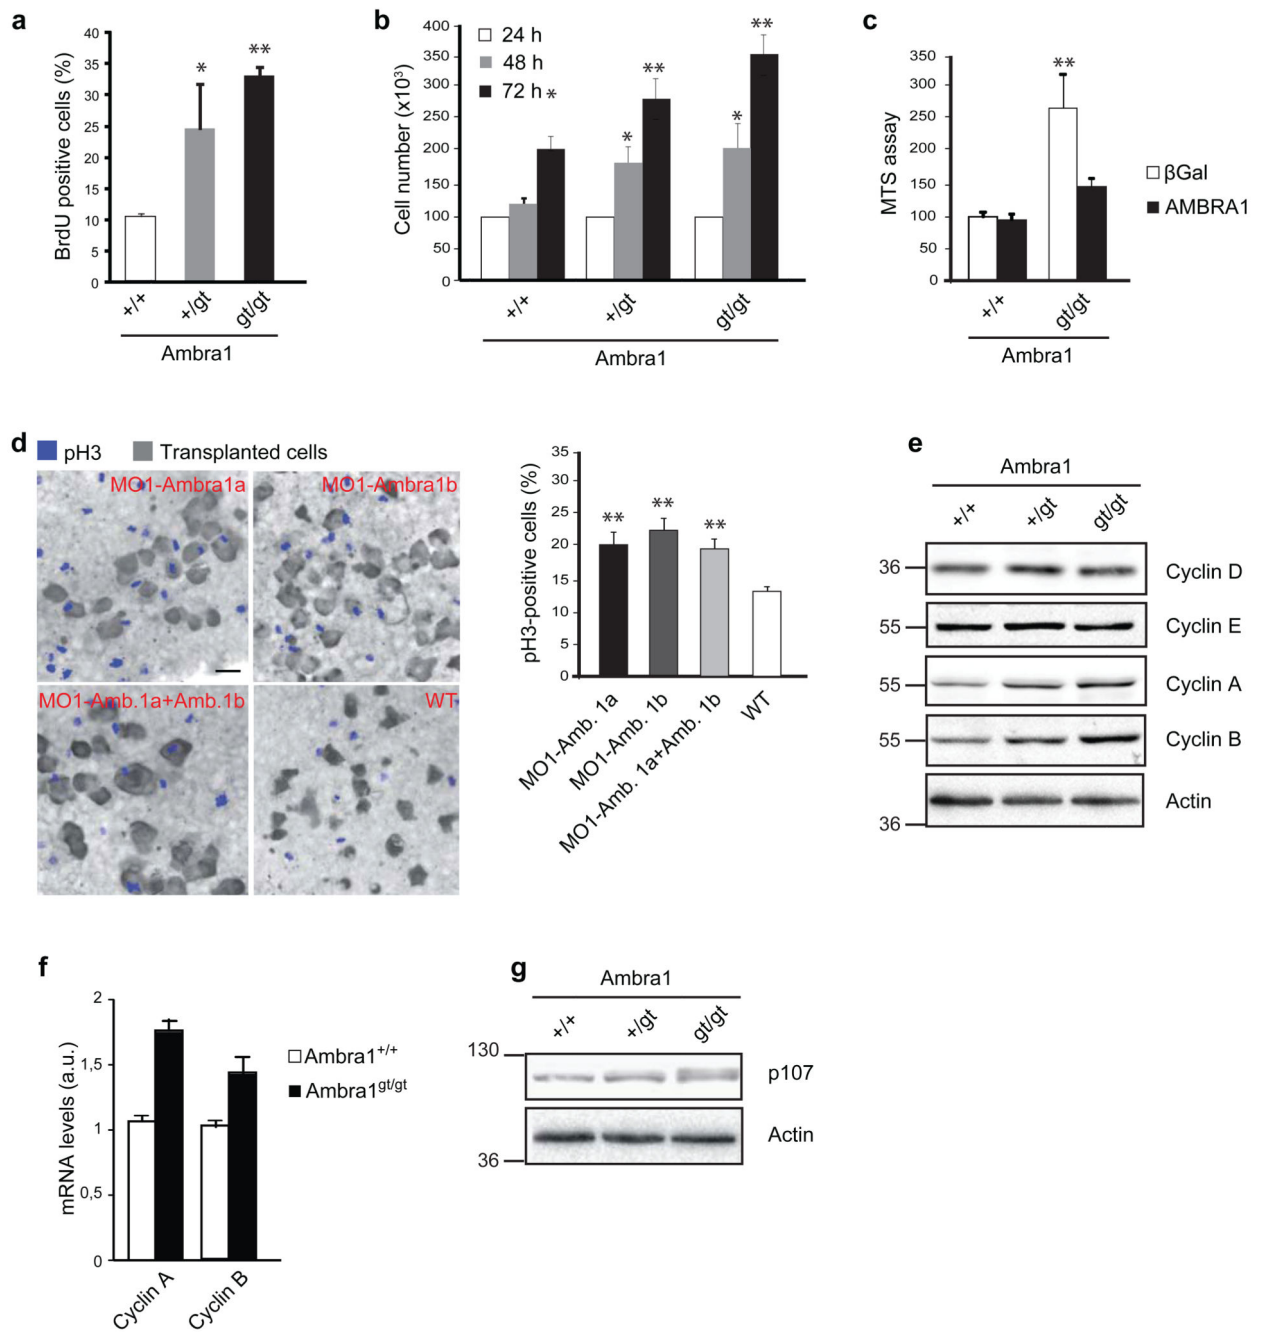 a
BrdU positive cells (%)
40
35
30
25
20
15
10
5
0
*
**
+/+
+/gt
gt/gt
Ambra1
b
Cell number (x10³)
400
350
300
250
200
150
100
50
0
24 h
48 h
72 h
*
*
**
*
**
+/+
+/gt
gt/gt
Ambra1
c
MTS assay
350
300
250
200
150
100
50
0
**
βGal
AMBRA1
+/+
gt/gt
Ambra1
d
pH3
Transplanted cells
MO1-Ambra1a
MO1-Ambra1b
MO1-Amb.1a+Amb.1b
WT
pH3-positive cells (%)
35
30
25
20
15
10
5
0
**
**
**
MO1-Amb. 1a
MO1-Amb. 1b
MO1-Amb. 1a+Amb. 1b
WT
e
Ambra1
+/+
+/gt
gt/gt
36
Cyclin D
55
Cyclin E
55
Cyclin A
55
Cyclin B
Actin
36
f
mRNA levels (a.u.)
2
1,5
1
0,5
0
Ambra1+/+
Ambra1gt/gt
Cyclin A
Cyclin B
g
Ambra1
+/+
+/gt
gt/gt
130
p107
Actin
36